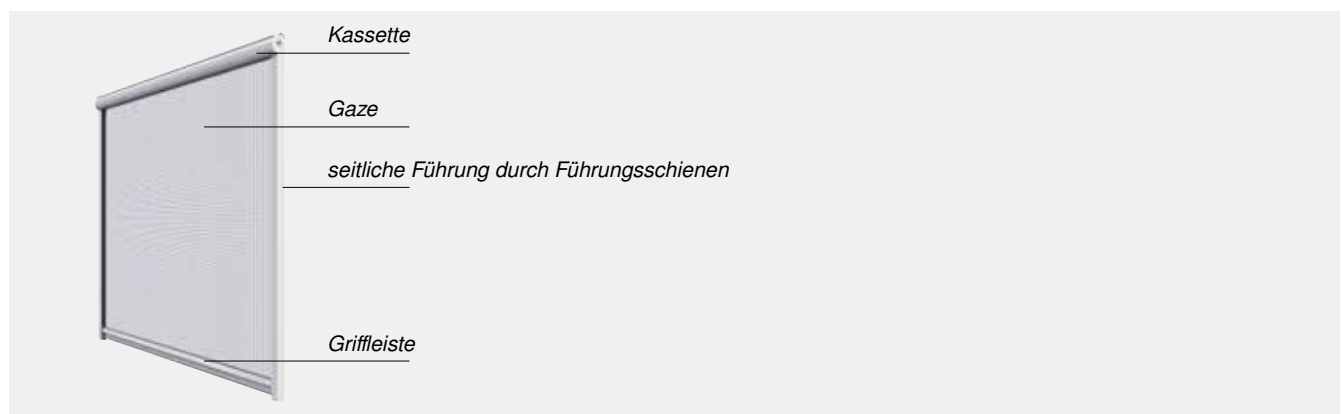 Kassette
Gaze
seitliche Führung durch Führungsschienen
Griffleiste